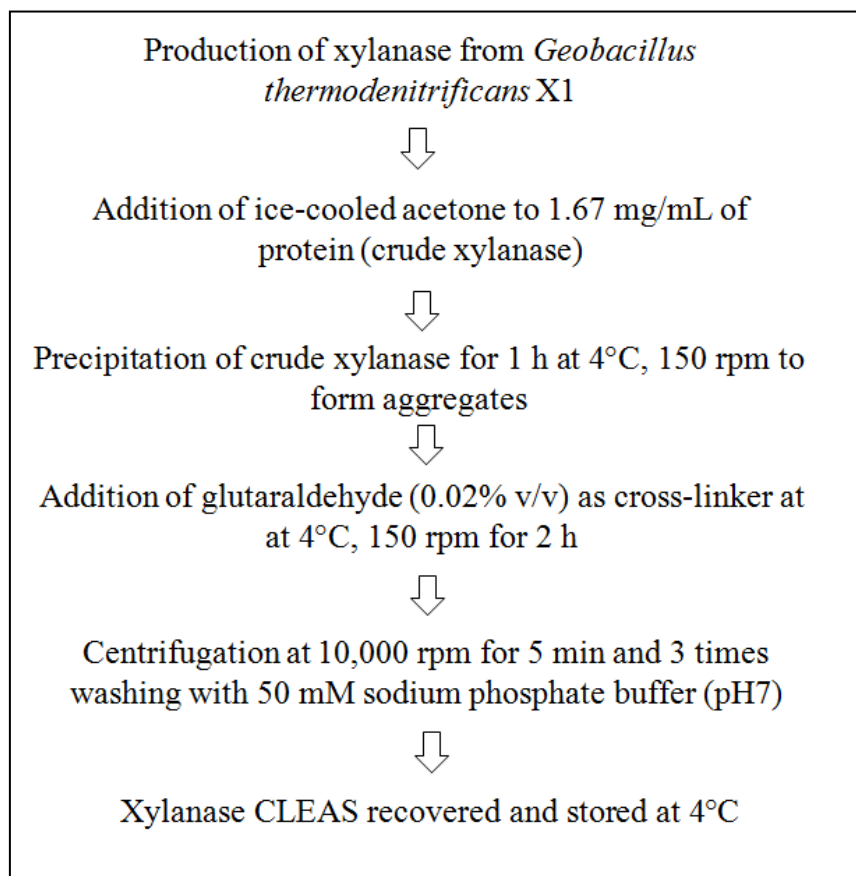 Production of xylanase from Geobacillus
thermodenitrificans X1
Addition of ice-cooled acetone to 1.67 mg/mL of
protein (crude xylanase)
Precipitation of crude xylanase for 1 h at 4°C, 150 rpm to
form aggregates
Addition of glutaraldehyde (0.02% v/v) as cross-linker at
at 4°C, 150 rpm for 2 h
Centrifugation at 10,000 rpm for 5 min and 3 times
washing with 50 mM sodium phosphate buffer (pH7)
Xylanase CLEAS recovered and stored at 4°C